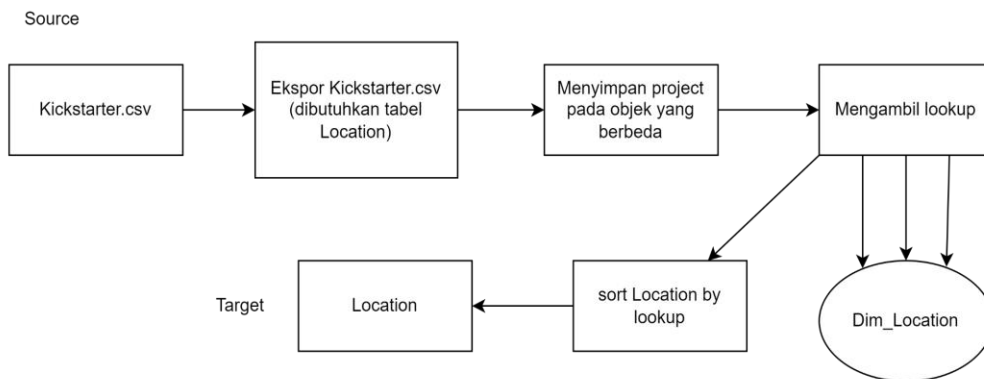 Source
Kickstarter.csv
Ekspor Kickstarter.csv
(dibutuhkan tabel
Location)
Menyimpan project
pada objek yang
berbeda
Mengambil lookup
Target
Location
sort Location by
lookup
Dim_Location